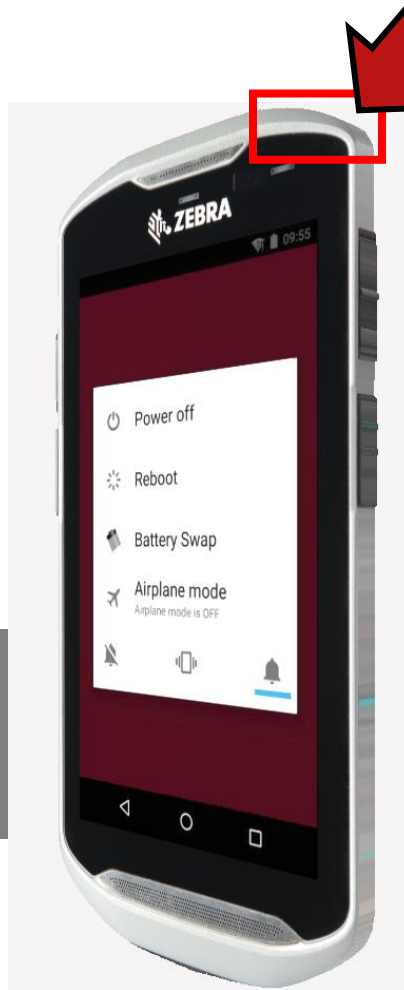 ZEBRA
09:55
Power off
Reboot
Battery Swap
Airplane mode
Airplane mode is OFF